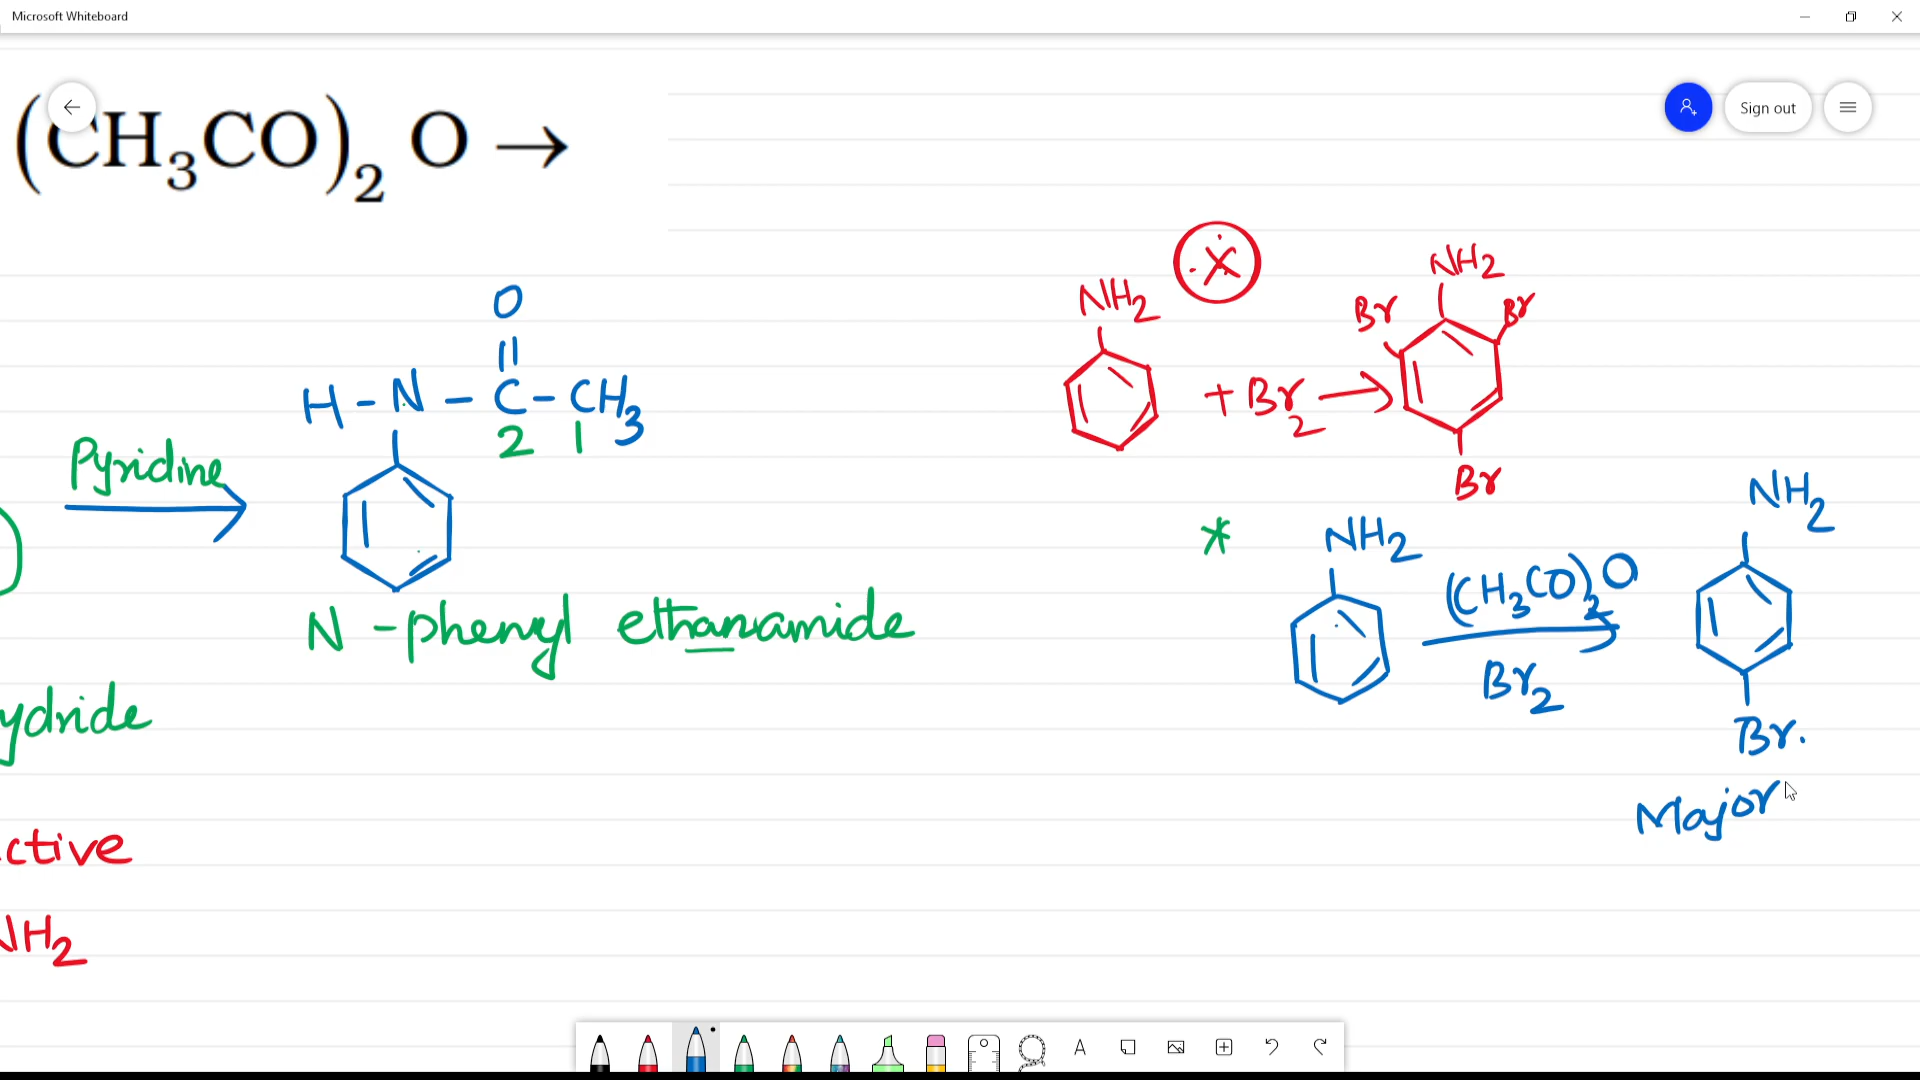 Microsoft Whiteboard
(CH₃CO)₂ O →
Sign out
O
||
H - N - C - CH₃
2 1
Pyridine
N - phenyl ethanamide
ydride
ctive
NH₂
X
NH₂
+ Br₂ →
NH₂
Br
Br
Br
*
NH₂
(CH₃CO)₂O
Br₂
NH₂
Br.
Major
A